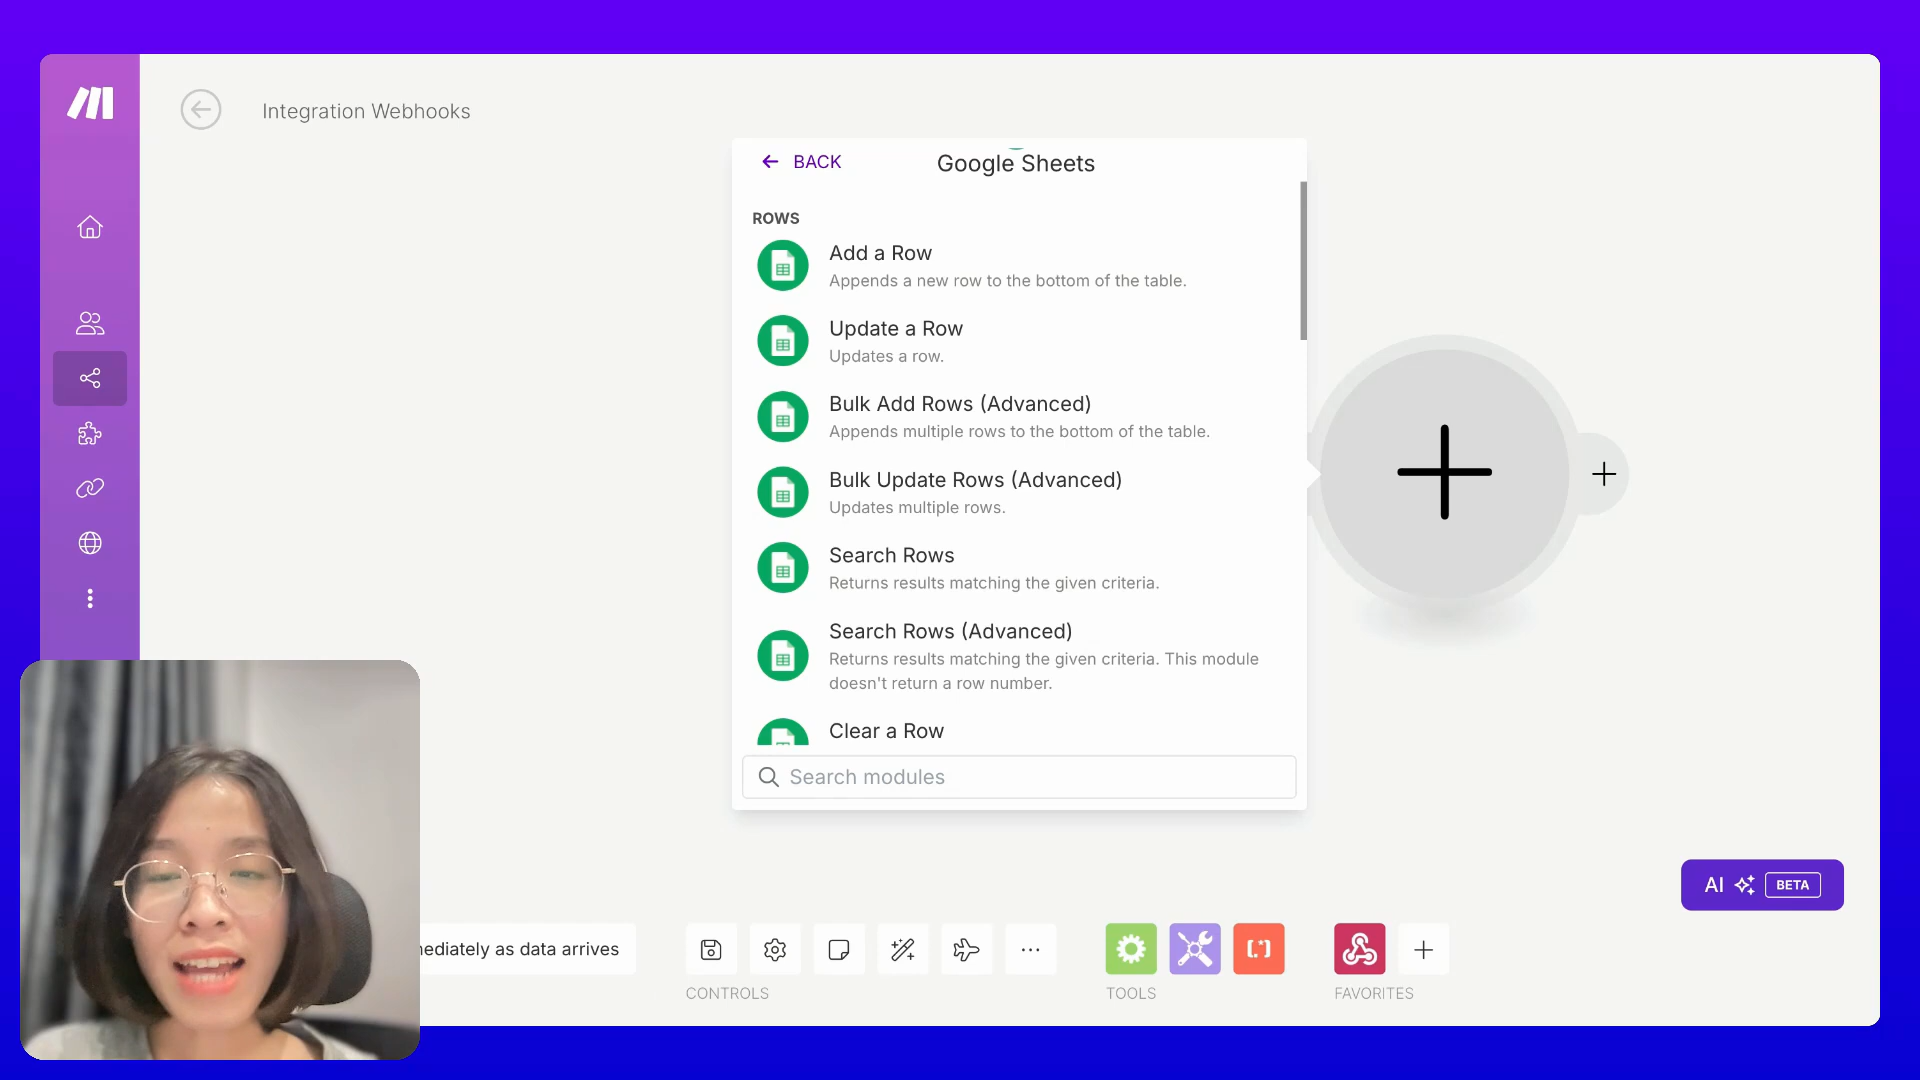 Integration Webhooks
BACK
Google Sheets
ROWS
Add a Row
Appends a new row to the bottom of the table.
Update a Row
Updates a row.
Bulk Add Rows (Advanced)
Appends multiple rows to the bottom of the table.
Bulk Update Rows (Advanced)
Updates multiple rows.
Search Rows
Returns results matching the given criteria.
Search Rows (Advanced)
Returns results matching the given criteria. This module
doesn't return a row number.
Clear a Row
Search modules
AI BETA
as data arrives
CONTROLS
TOOLS
FAVORITES